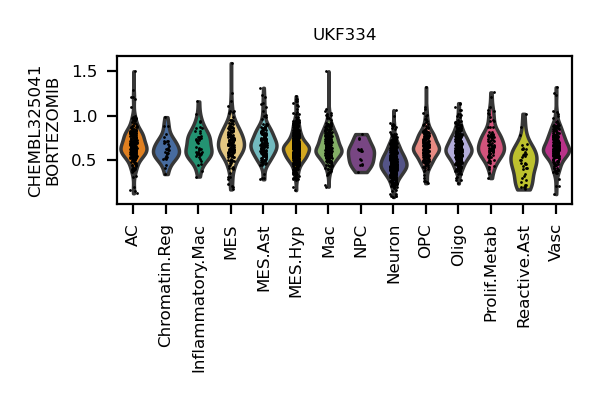 UKF334
CHEMBL325041
BORTEZOMIB
1.5
1.0
0.5
AC
Chromatin.Reg
Inflammatory.Mac
MES
MES.Ast
MES.Hyp
Mac
NPC
Neuron
OPC
Oligo
Prolif.Metab
Reactive.Ast
Vasc